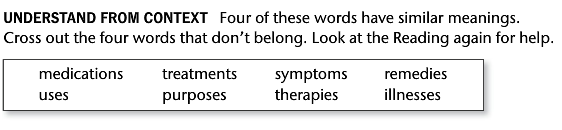 UNDERSTAND FROM CONTEXT Four of these words have similar meanings.
Cross out the four words that don't belong. Look at the Reading again for help.
medications treatments symptoms remedies
uses purposes therapies illnesses